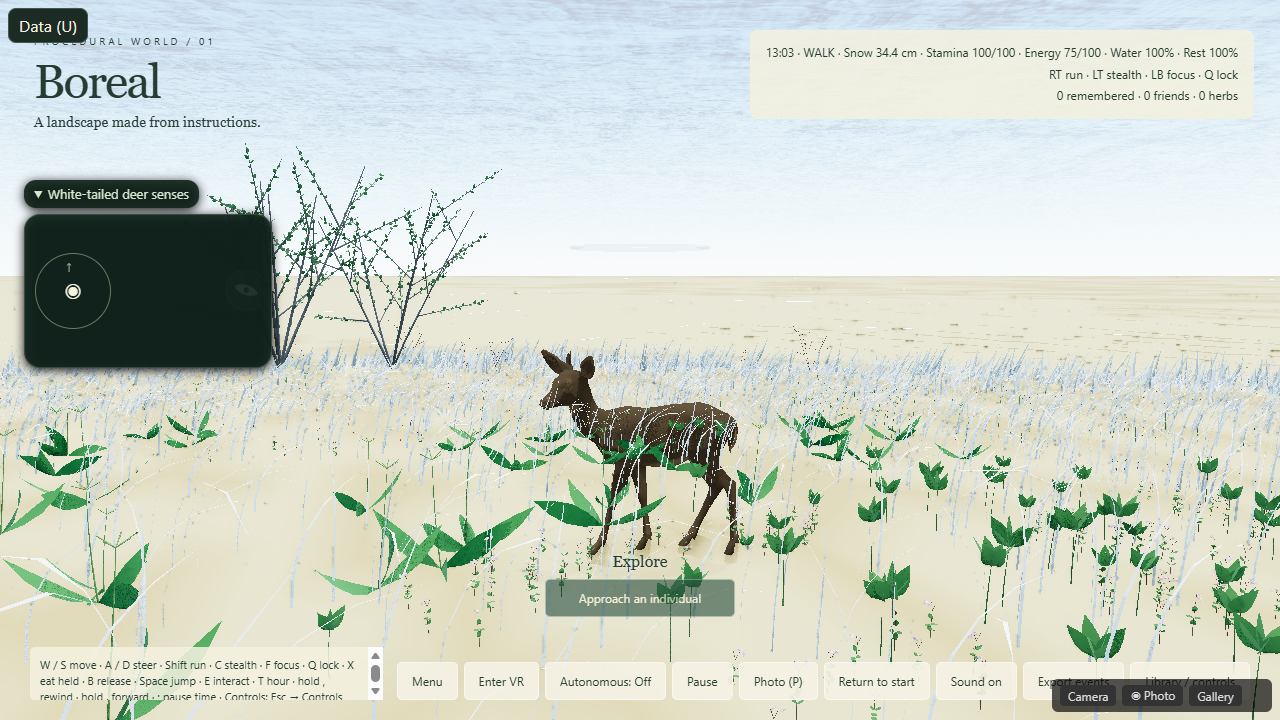 Data (U)
PROCEDURAL WORLD / 01
Boreal
A landscape made from instructions.
13:03 · WALK · Snow 34.4 cm · Stamina 100/100 · Energy 75/100 · Water 100% · Rest 100%
RT run · LT stealth · LB focus · Q lock
0 remembered · 0 friends · 0 herbs
▼ White-tailed deer senses
↑
Explore
Approach an individual
W / S move · A / D steer · Shift run · C stealth · F focus · Q lock · X
eat held · B release · Space jump · E interact · T hour · hold ,
rewind · hold . forward · ; pause time · Controls: Esc → Controls
Menu
Enter VR
Autonomous: Off
Pause
Photo (P)
Return to start
Sound on
Export events
Library / controls
Camera
◉ Photo
Gallery